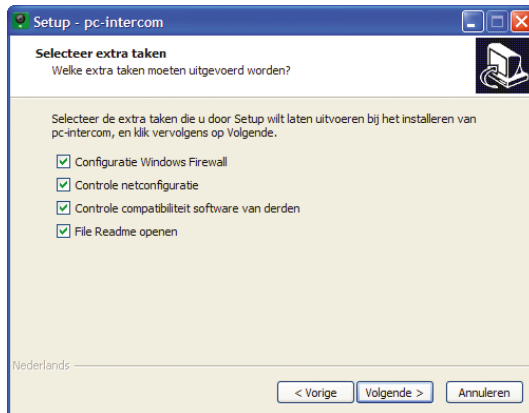 Setup - pc-intercom
Selecteer extra taken
Welke extra taken moeten uitgevoerd worden?
Selecteer de extra taken die u door Setup wilt laten uitvoeren bij het installeren van
pc-intercom, en klik vervolgens op Volgende.
Configuratie Windows Firewall
Controle netconfiguratie
Controle compatibiliteit software van derden
File Readme openen
Nederlands
< Vorige
Volgende >
Annuleren